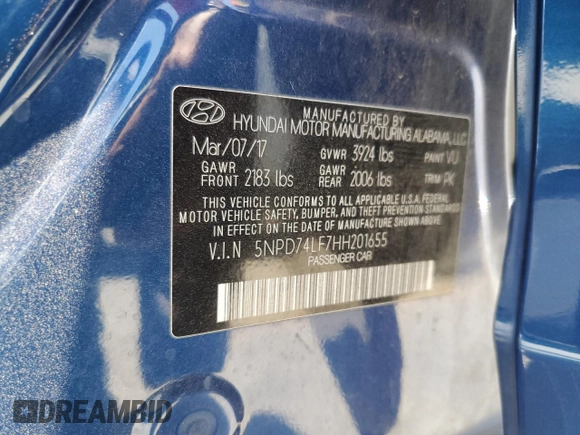 MANUFACTURED BY
HYUNDAI MOTOR MANUFACTURING ALABAMA, LLC
Mar/07/17 GVWR 3924 lbs PAINT VU
GAWR FRONT 2183 lbs GAWR REAR 2006 lbs TRIM PK
THIS VEHICLE CONFORMS TO ALL APPLICABLE U.S.A. FEDERAL
MOTOR VEHICLE SAFETY, BUMPER, AND THEFT PREVENTION STANDARDS
IN EFFECT ON THE DATE OF MANUFACTURE SHOWN ABOVE.
V.I.N 5NPD74LF7HH201655
PASSENGER CAR
DREAMBID